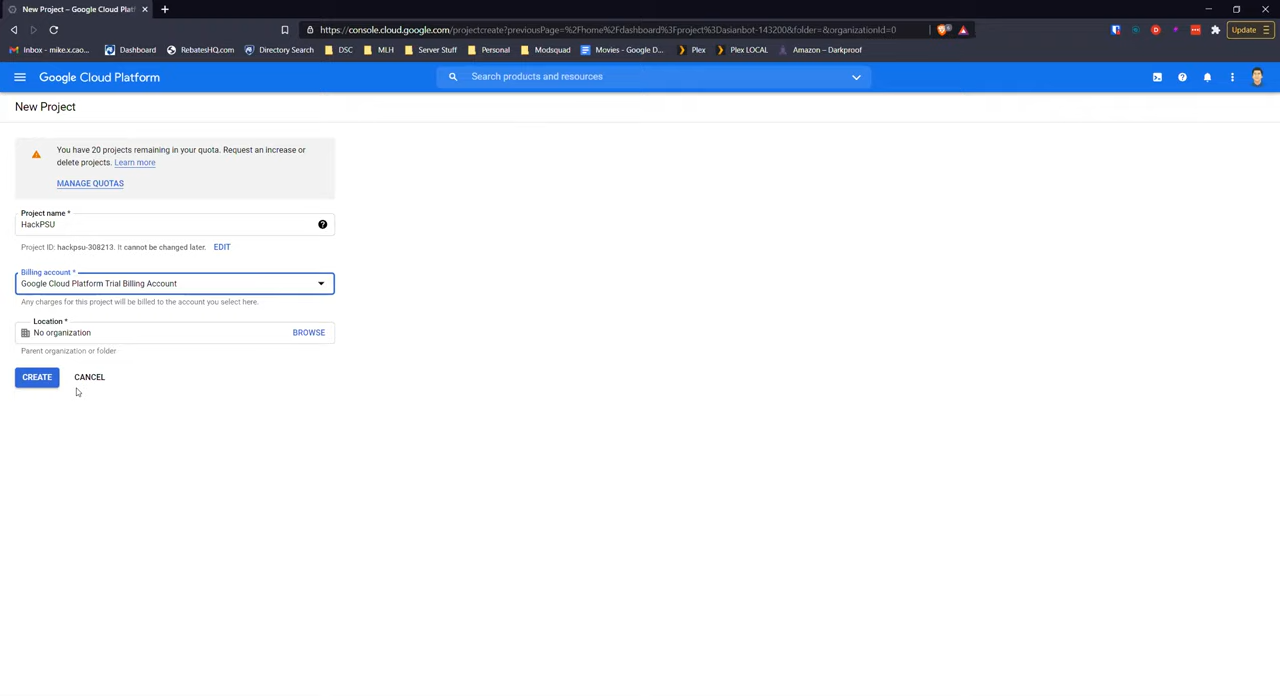 New Project – Google Cloud Platf
https://console.cloud.google.com/projectcreate?previousPage=%2Fhome%2Fdashboard%3Fproject%3Dasianbot-143200&folder=&organizationId=0
Update
Inbox - mike.x.cao...
Dashboard
RebatesHQ.com
Directory Search
DSC
MLH
Server Stuff
Personal
Modsquad
Movies - Google D...
Plex
Plex LOCAL
Amazon – Darkproof
Google Cloud Platform
Search products and resources
New Project
You have 20 projects remaining in your quota. Request an increase or
delete projects. Learn more
MANAGE QUOTAS
Project name *
HackPSU
Project ID: hackpsu-308213. It cannot be changed later. EDIT
Billing account *
Google Cloud Platform Trial Billing Account
Any charges for this project will be billed to the account you select here.
Location *
No organization
BROWSE
Parent organization or folder
CREATE
CANCEL